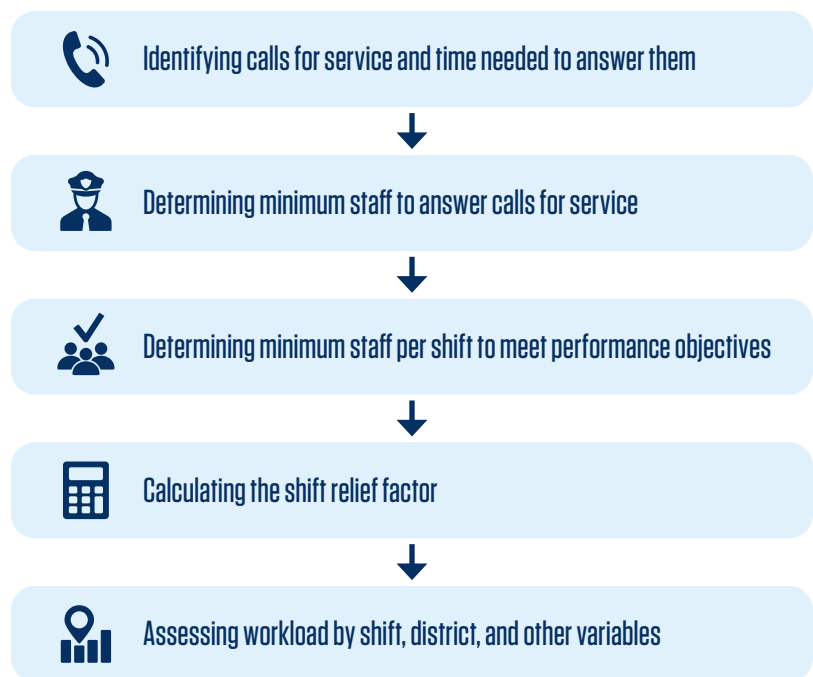 Identifying calls for service and time needed to answer them
Determining minimum staff to answer calls for service
Determining minimum staff per shift to meet performance objectives
Calculating the shift relief factor
Assessing workload by shift, district, and other variables